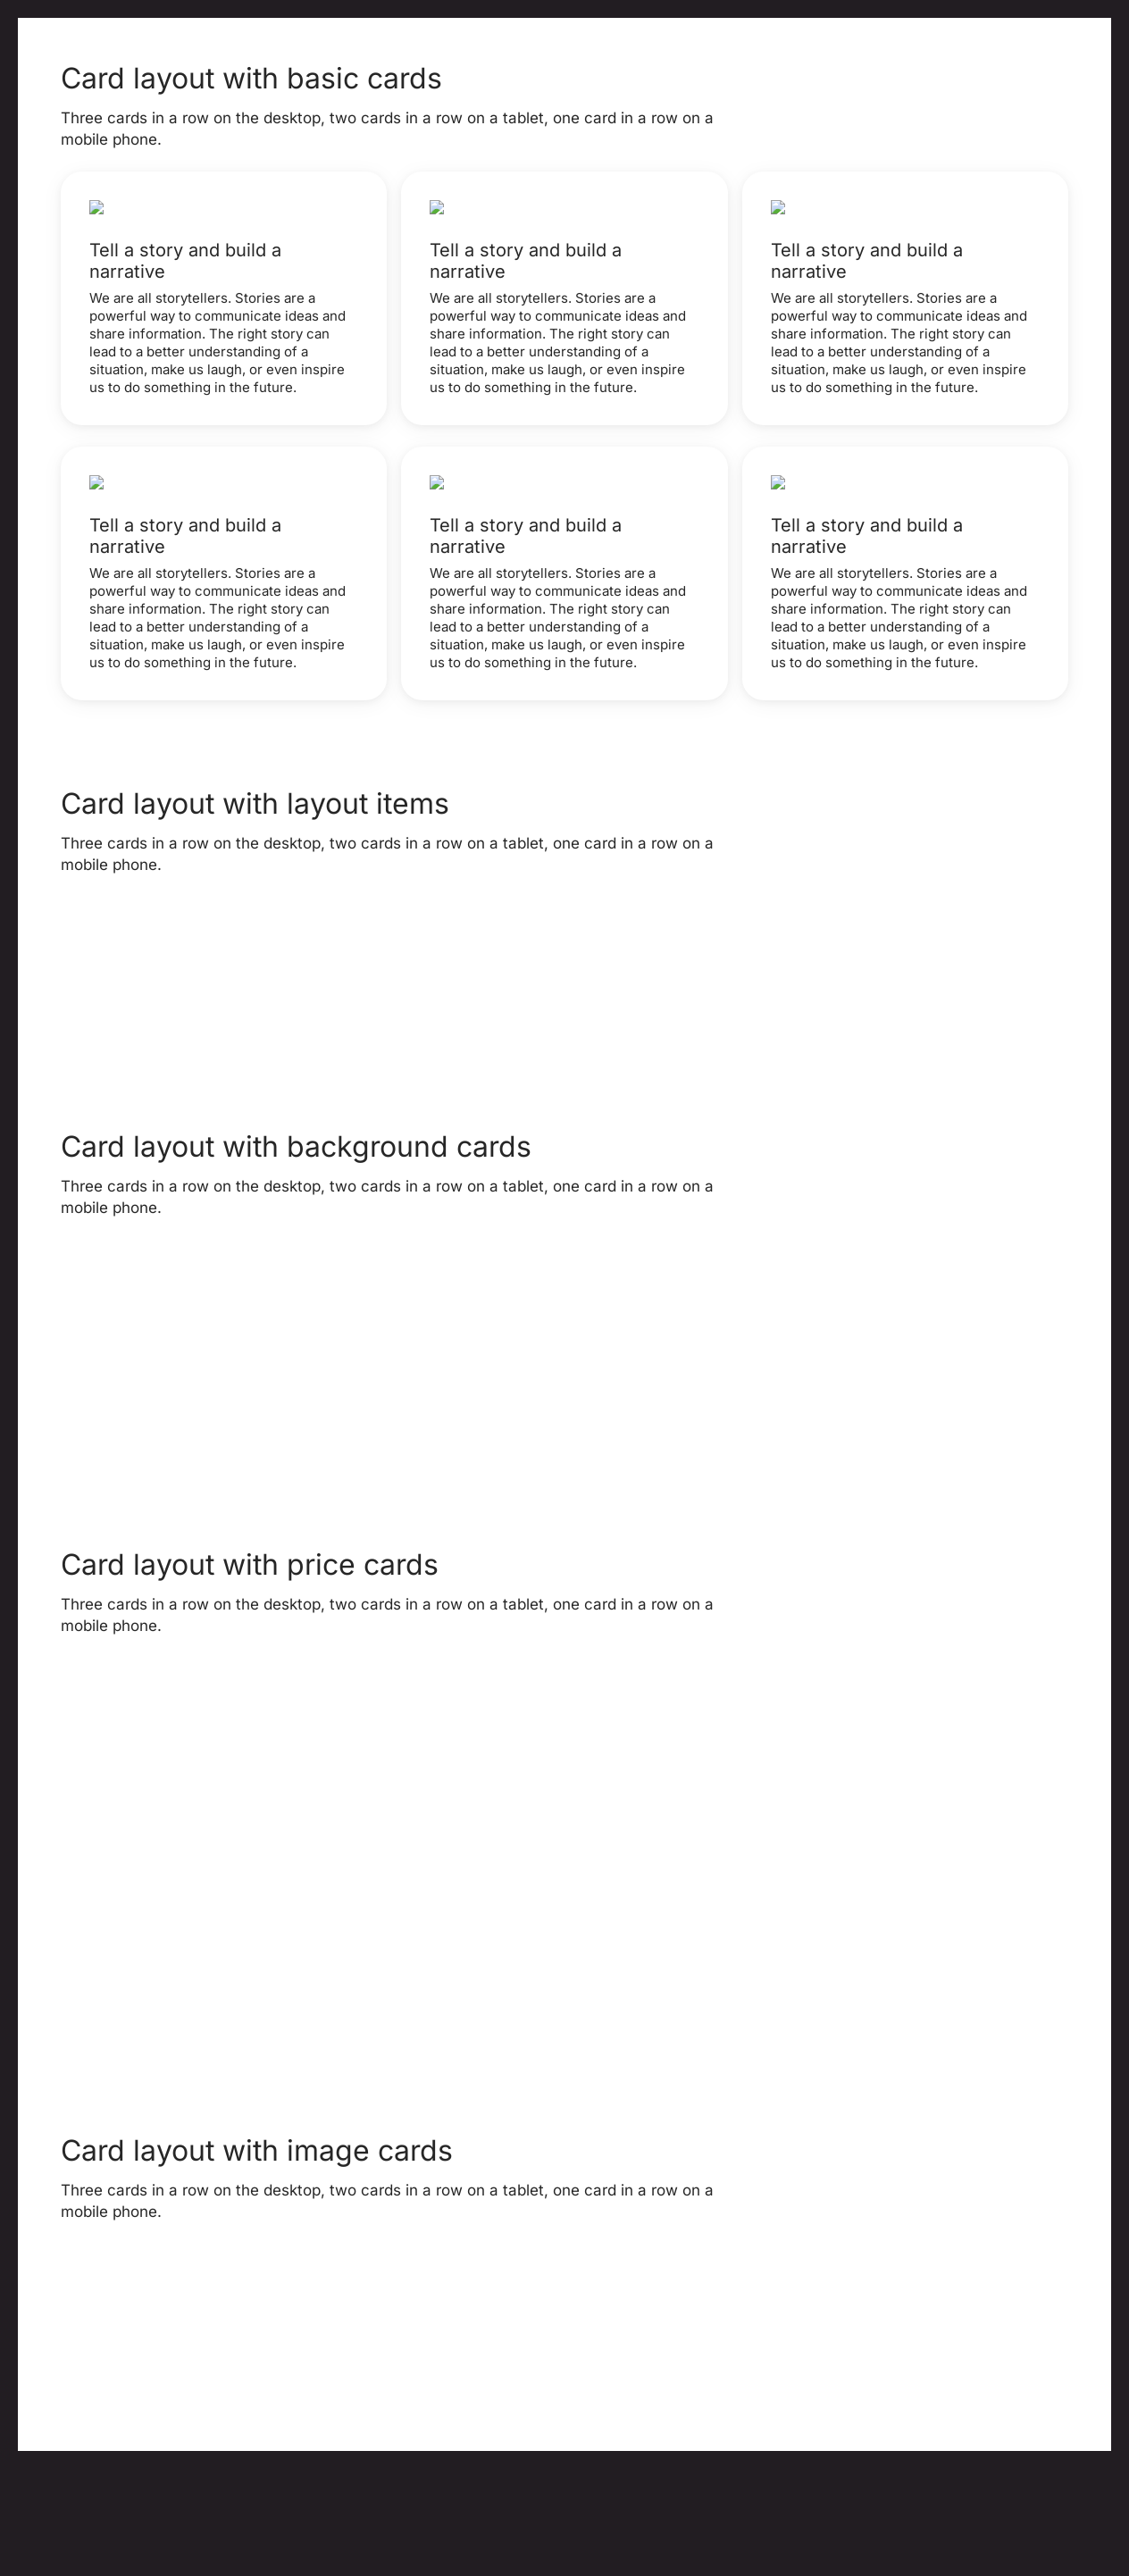 Card layout with basic cards
Three cards in a row on the desktop, two cards in a row on a tablet, one card in a row on a
mobile phone.
Tell a story and build a
narrative
We are all storytellers. Stories are a
powerful way to communicate ideas and
share information. The right story can
lead to a better understanding of a
situation, make us laugh, or even inspire
us to do something in the future.
Tell a story and build a
narrative
We are all storytellers. Stories are a
powerful way to communicate ideas and
share information. The right story can
lead to a better understanding of a
situation, make us laugh, or even inspire
us to do something in the future.
Tell a story and build a
narrative
We are all storytellers. Stories are a
powerful way to communicate ideas and
share information. The right story can
lead to a better understanding of a
situation, make us laugh, or even inspire
us to do something in the future.
Tell a story and build a
narrative
We are all storytellers. Stories are a
powerful way to communicate ideas and
share information. The right story can
lead to a better understanding of a
situation, make us laugh, or even inspire
us to do something in the future.
Tell a story and build a
narrative
We are all storytellers. Stories are a
powerful way to communicate ideas and
share information. The right story can
lead to a better understanding of a
situation, make us laugh, or even inspire
us to do something in the future.
Tell a story and build a
narrative
We are all storytellers. Stories are a
powerful way to communicate ideas and
share information. The right story can
lead to a better understanding of a
situation, make us laugh, or even inspire
us to do something in the future.
Card layout with layout items
Three cards in a row on the desktop, two cards in a row on a tablet, one card in a row on a
mobile phone.
Card layout with background cards
Three cards in a row on the desktop, two cards in a row on a tablet, one card in a row on a
mobile phone.
Card layout with price cards
Three cards in a row on the desktop, two cards in a row on a tablet, one card in a row on a
mobile phone.
Card layout with image cards
Three cards in a row on the desktop, two cards in a row on a tablet, one card in a row on a
mobile phone.